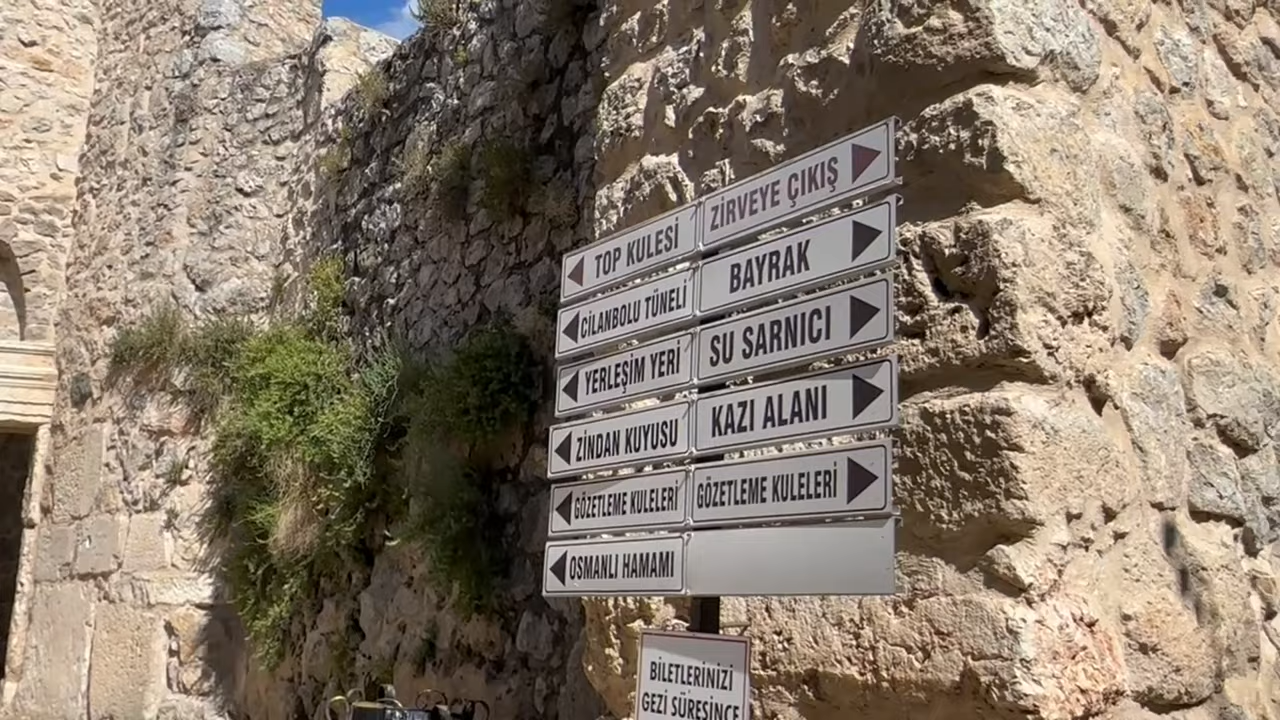 TOP KULESİ
ZİRVEYE ÇIKIŞ
CİLANBOLU TÜNELİ
BAYRAK
YERLEŞİM YERİ
SU SARNICI
ZİNDAN KUYUSU
KAZI ALANI
GÖZETLEME KULELERİ
GÖZETLEME KULELERİ
OSMANLI HAMAMI
BİLETLERİNİZİ
GEZİ SÜRESİNCE